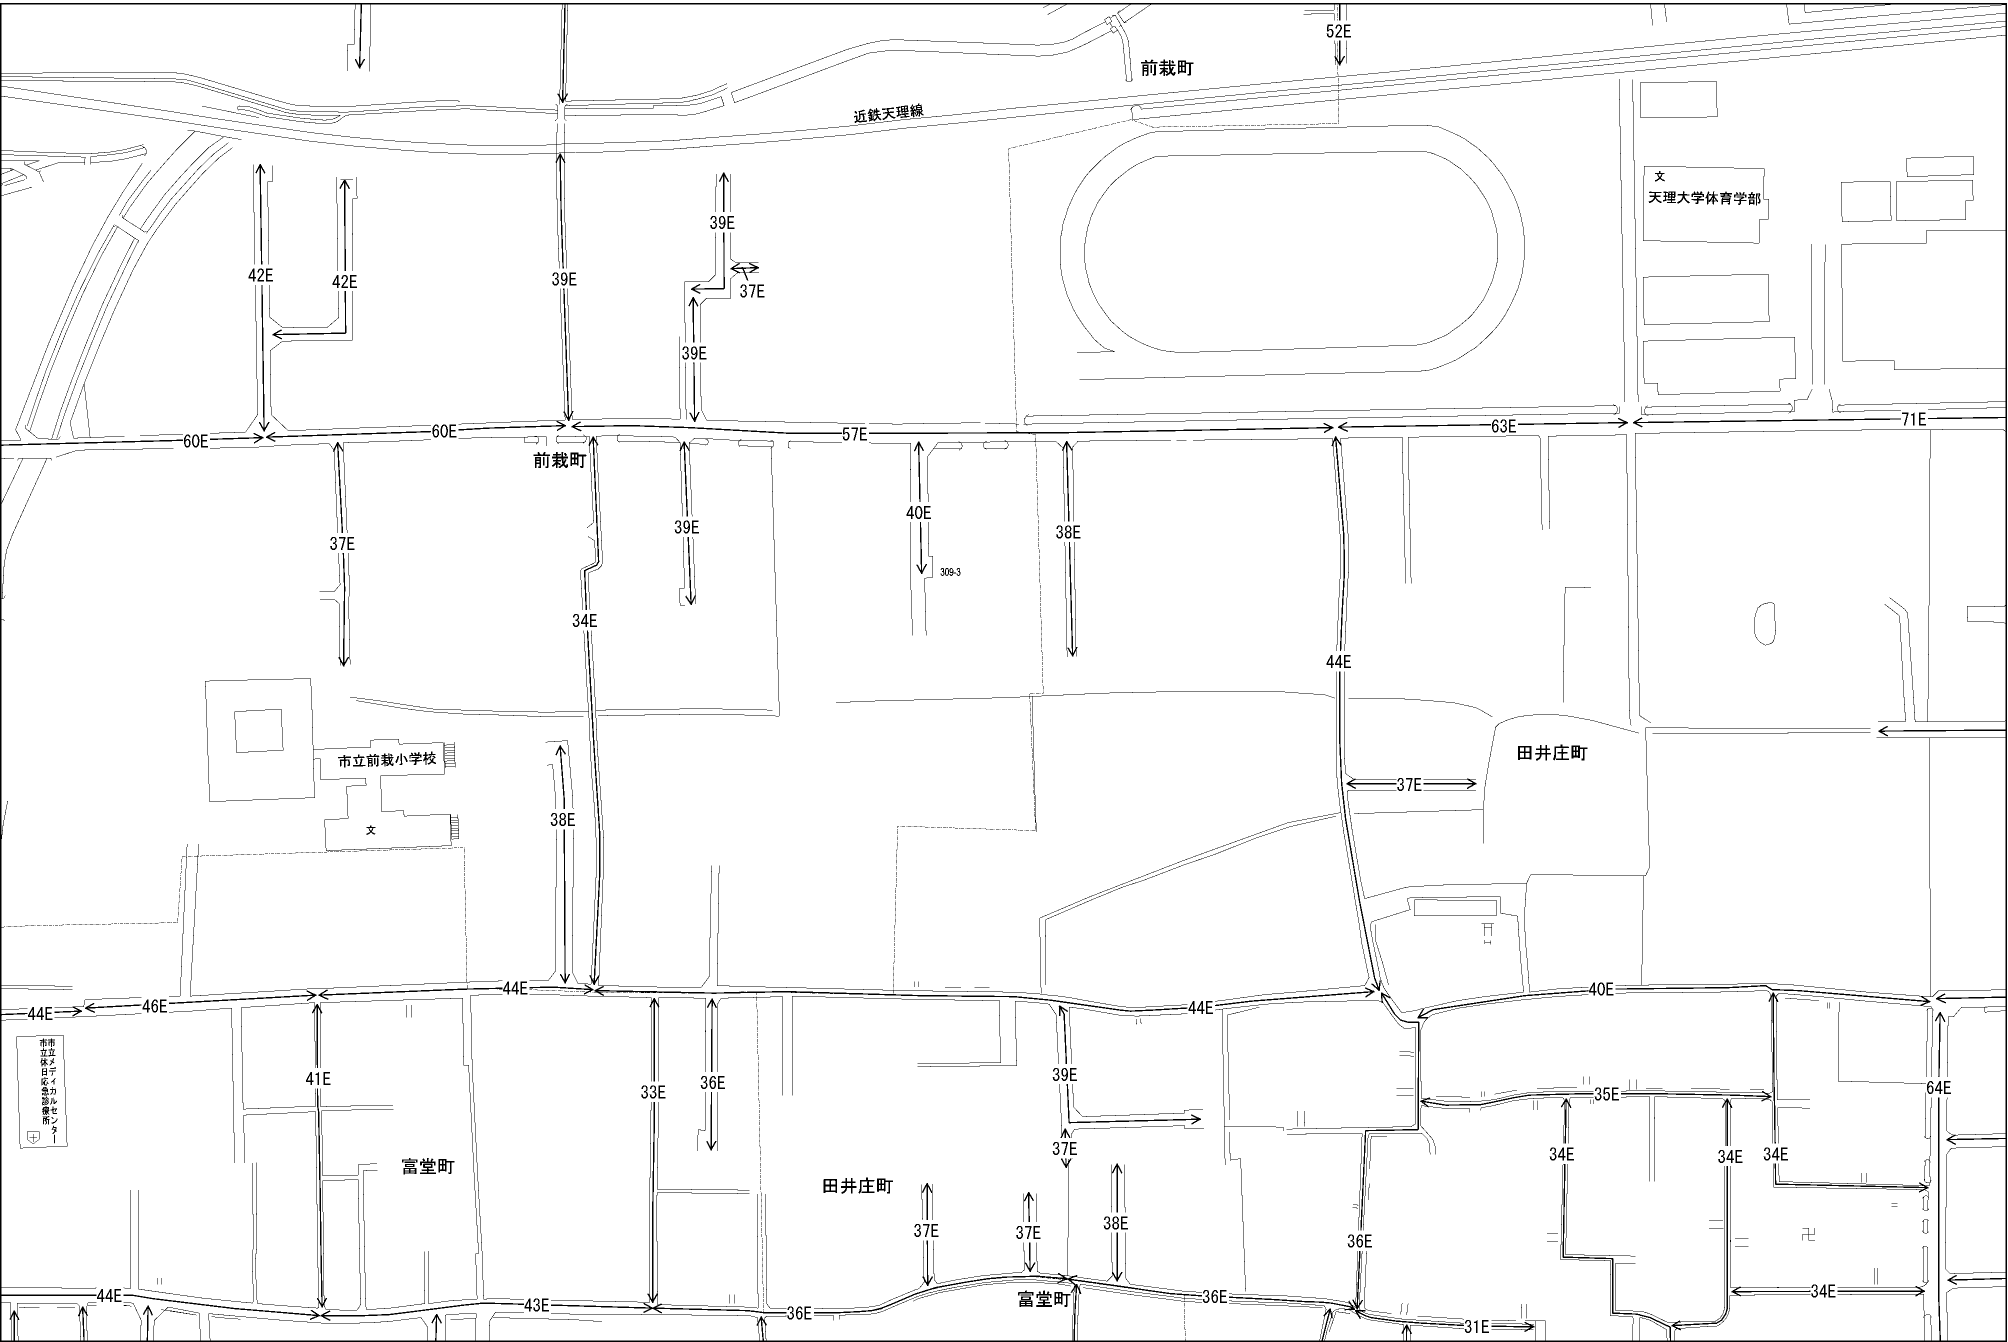 52E
前栽町
近鉄天理線
文
天理大学体育学部
39E
42E
42E
39E
37E
39E
60E
60E
57E
63E
71E
前栽町
37E
39E
40E
38E
309-3
34E
44E
市立前栽小学校
文
田井庄町
37E
38E
44E
46E
44E
44E
40E
市立メディカルセンター
市立休日応急診療所
41E
33E
36E
39E
35E
64E
37E
34E
34E
34E
富堂町
田井庄町
37E
37E
38E
36E
44E
43E
36E
富堂町
36E
31E
34E